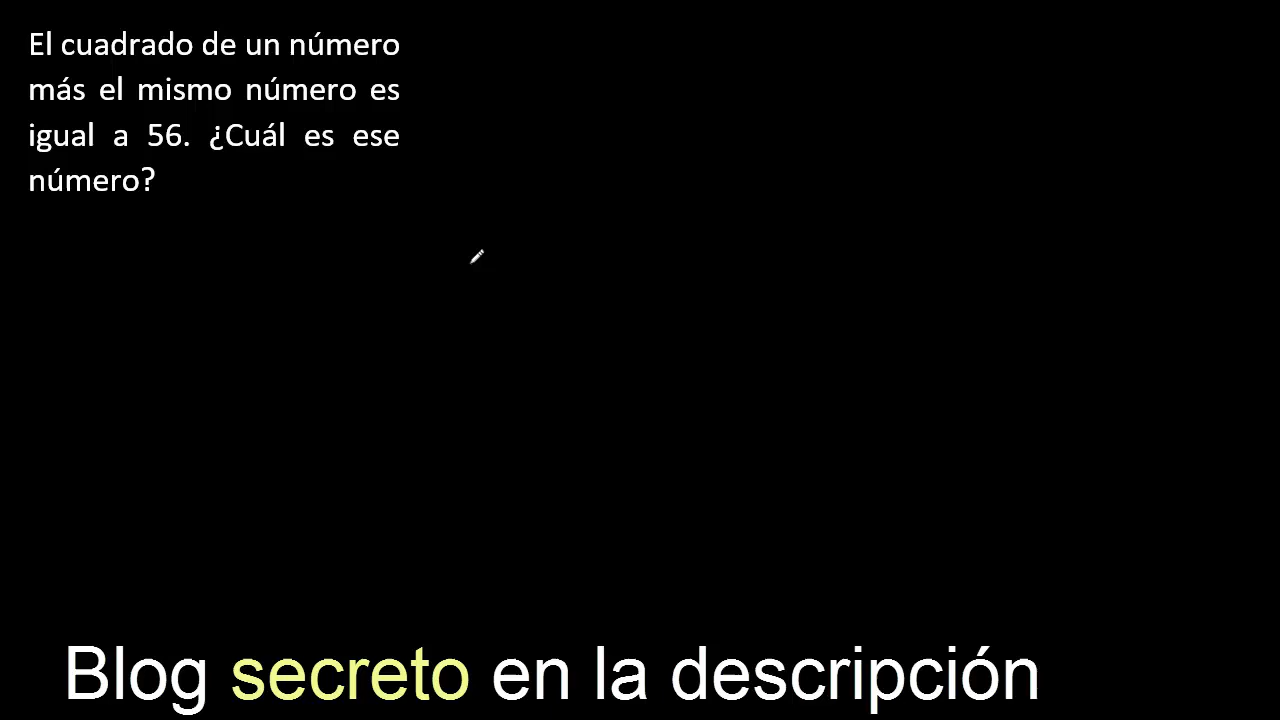 El cuadrado de un número
más el mismo número es
igual a 56. ¿Cuál es ese
número?
Blog secreto en la descripción